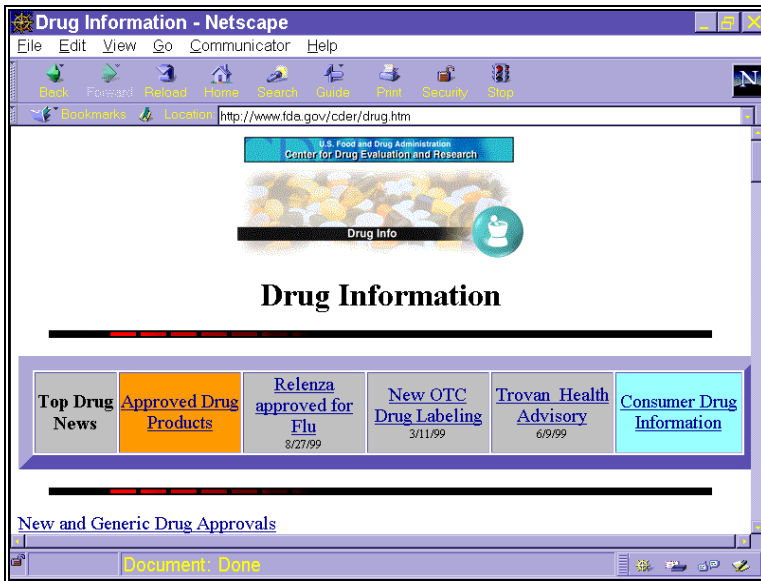 Drug Information - Netscape
File Edit View Go Communicator Help
Back Forward Reload Home Search Guide Print Security Stop
N
Bookmarks Location: http://www.fda.gov/cder/drug.htm
U.S. Food and Drug Administration
Center for Drug Evaluation and Research
Drug Info
Drug Information
Top Drug News
Approved Drug Products
Relenza approved for Flu
8/27/99
New OTC Drug Labeling
3/11/99
Trovan Health Advisory
6/9/99
Consumer Drug Information
New and Generic Drug Approvals
Document: Done